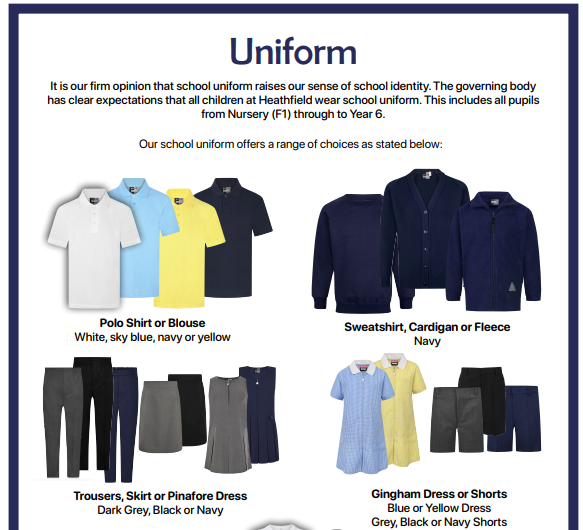 Uniform
It is our firm opinion that school uniform raises our sense of school identity. The governing body
has clear expectations that all children at Heathfield wear school uniform. This includes all pupils
from Nursery (F1) through to Year 6.
Our school uniform offers a range of choices as stated below:
Polo Shirt or Blouse
White, sky blue, navy or yellow
Sweatshirt, Cardigan or Fleece
Navy
Trousers, Skirt or Pinafore Dress
Dark Grey, Black or Navy
Gingham Dress or Shorts
Blue or Yellow Dress
Grey, Black or Navy Shorts